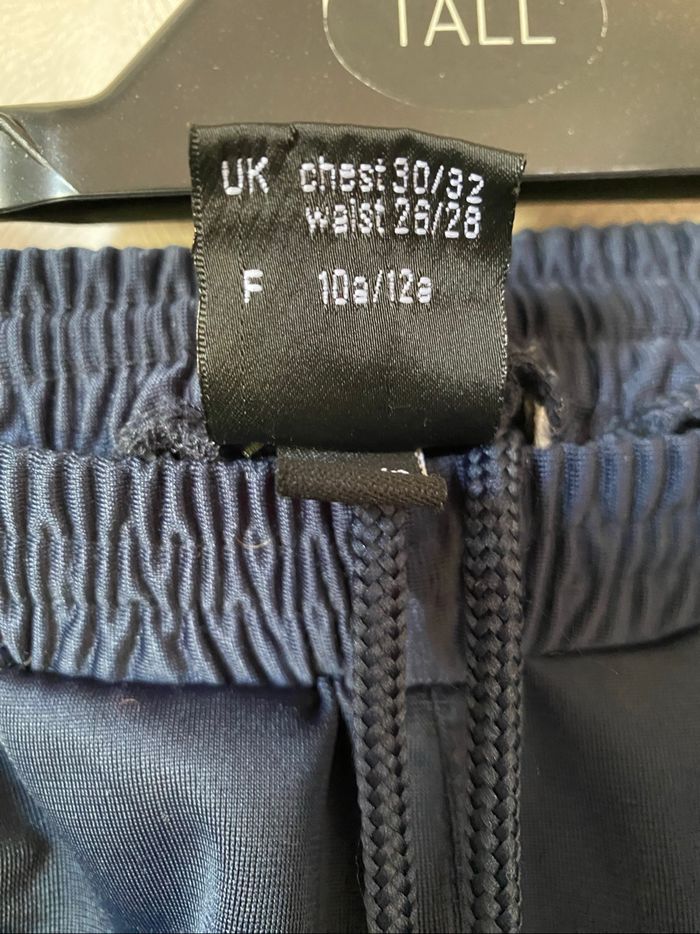 TALL
UK chest 30/32
waist 26/28
F 10a/12a